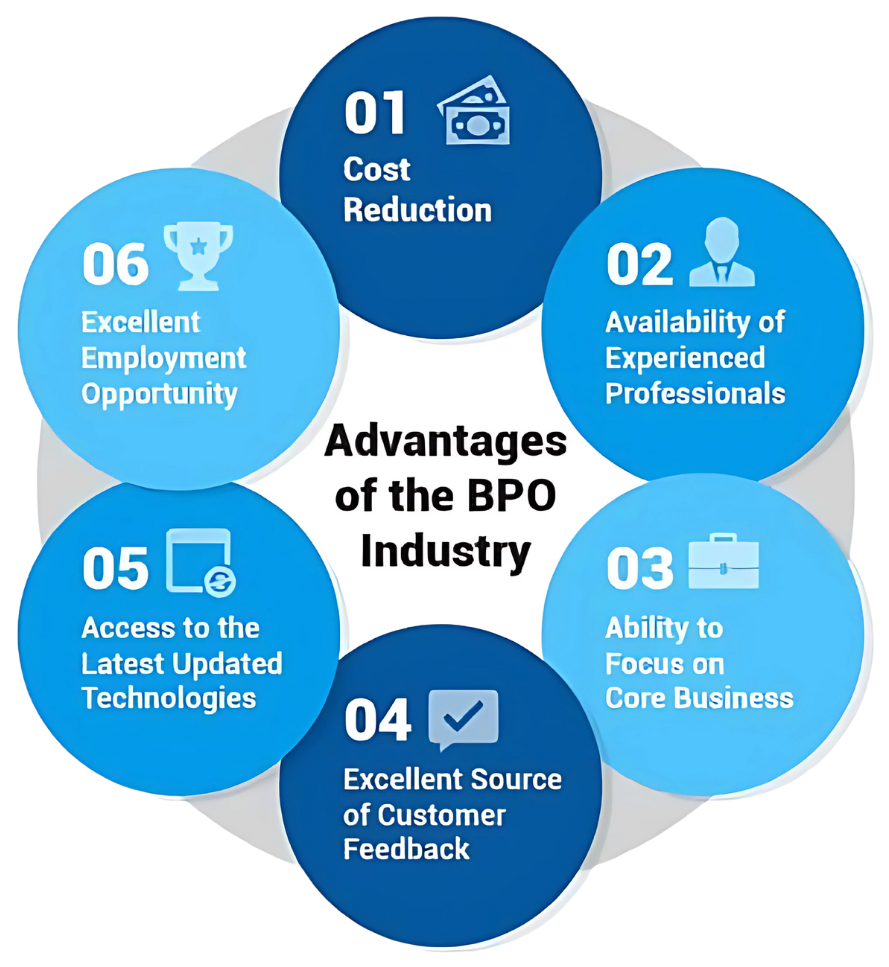 Advantages
of the BPO
Industry
01
Cost
Reduction
02
Availability of
Experienced
Professionals
03
Ability to
Focus on
Core Business
04
Excellent Source
of Customer
Feedback
05
Access to the
Latest Updated
Technologies
06
Excellent
Employment
Opportunity